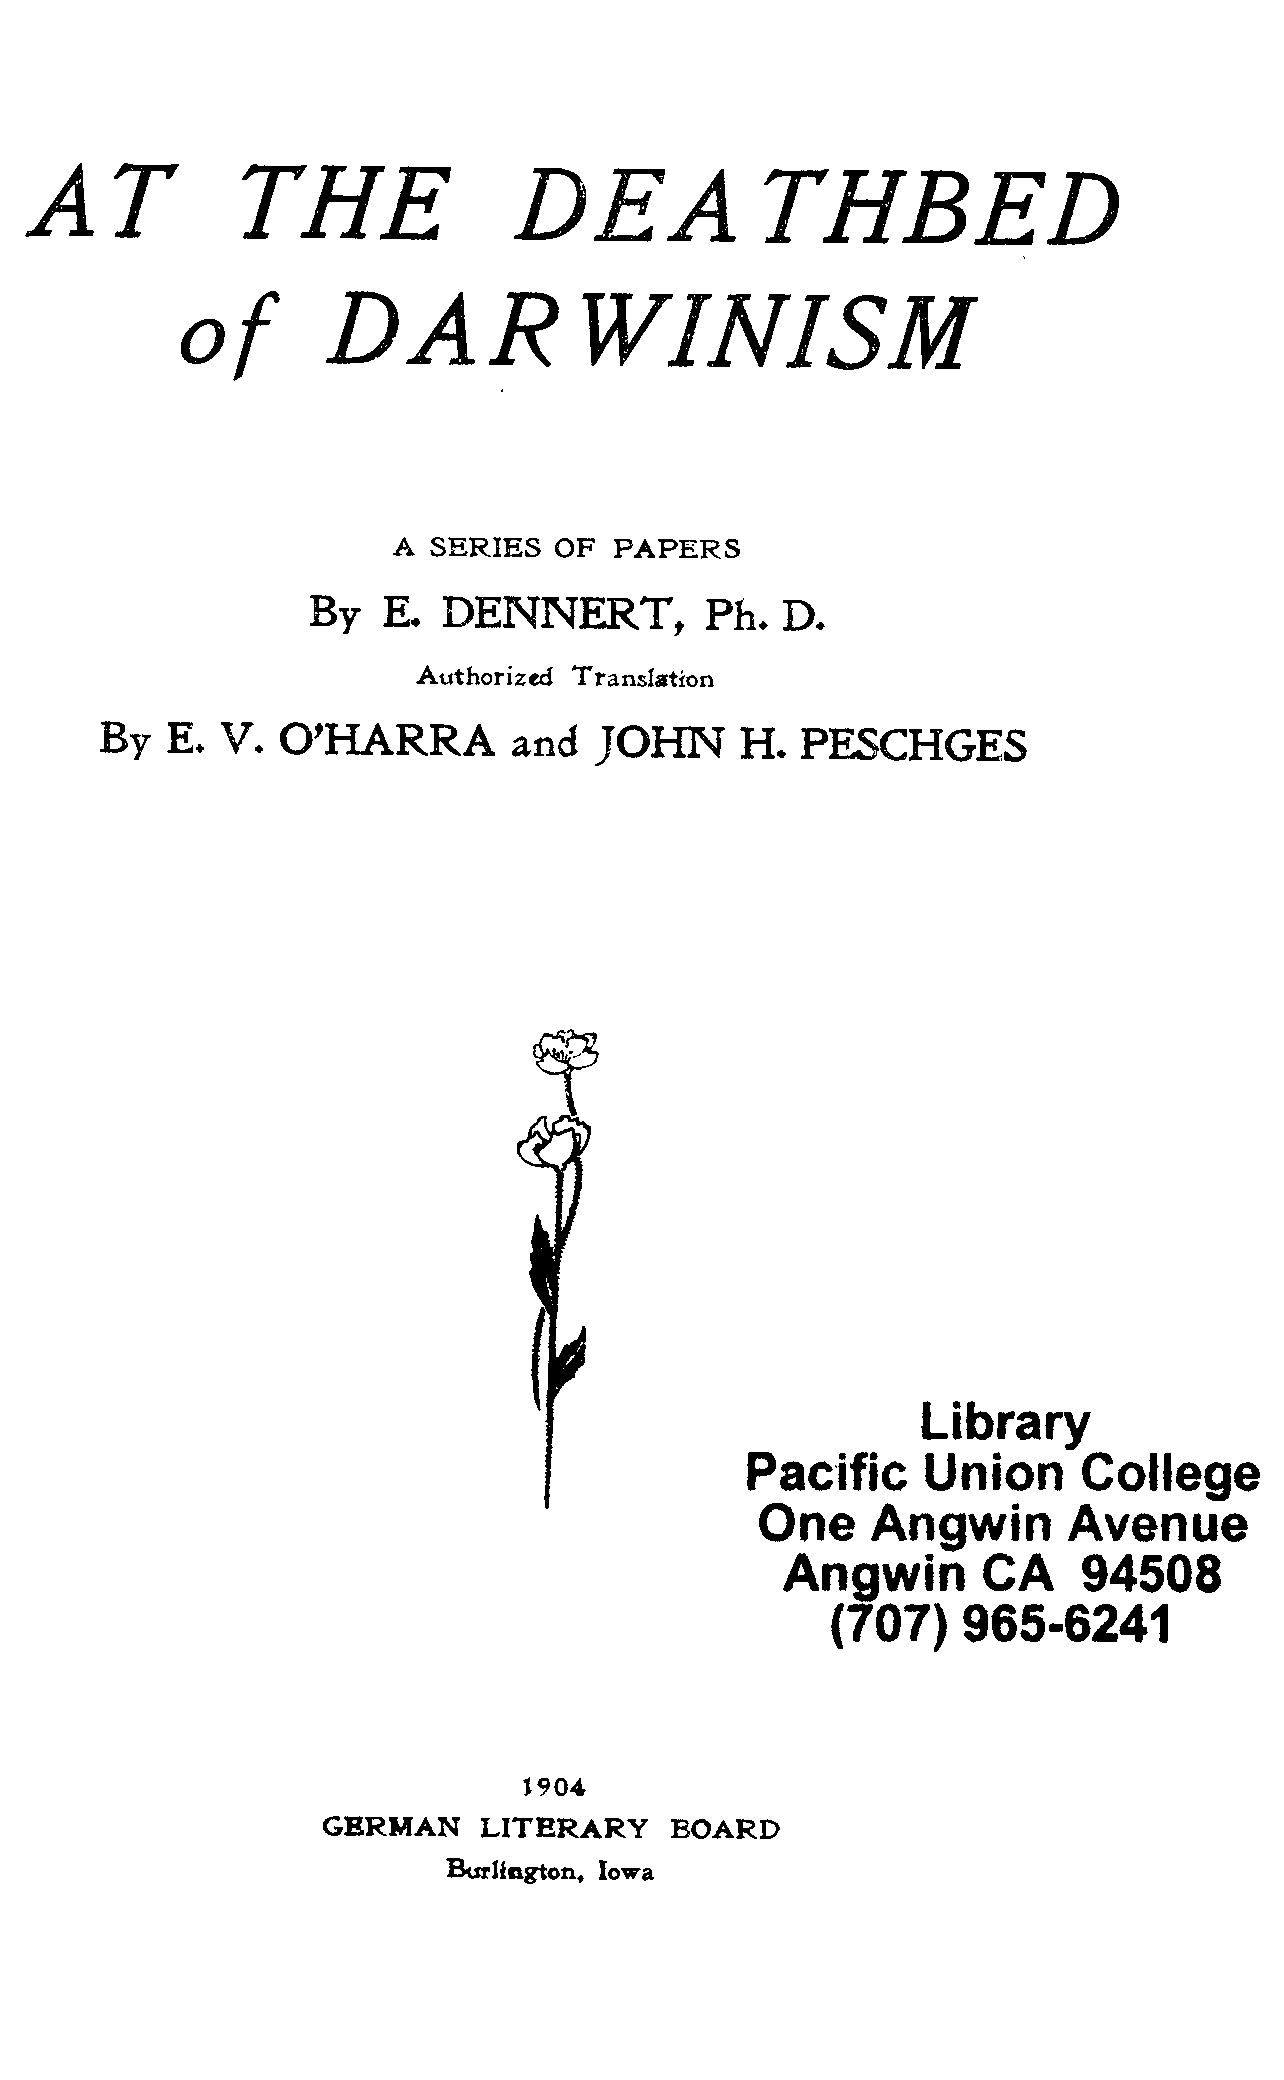 AT THE DEATHBED
of DARWINISM
A SERIES OF PAPERS
By E. DENNERT, Ph. D.
Authorized Translation
By E. V. O'HARRA and JOHN H. PESCHGES
Library
Pacific Union College
One Angwin Avenue
Angwin CA 94508
(707) 965-6241
1904
GERMAN LITERARY BOARD
Burlington, Iowa